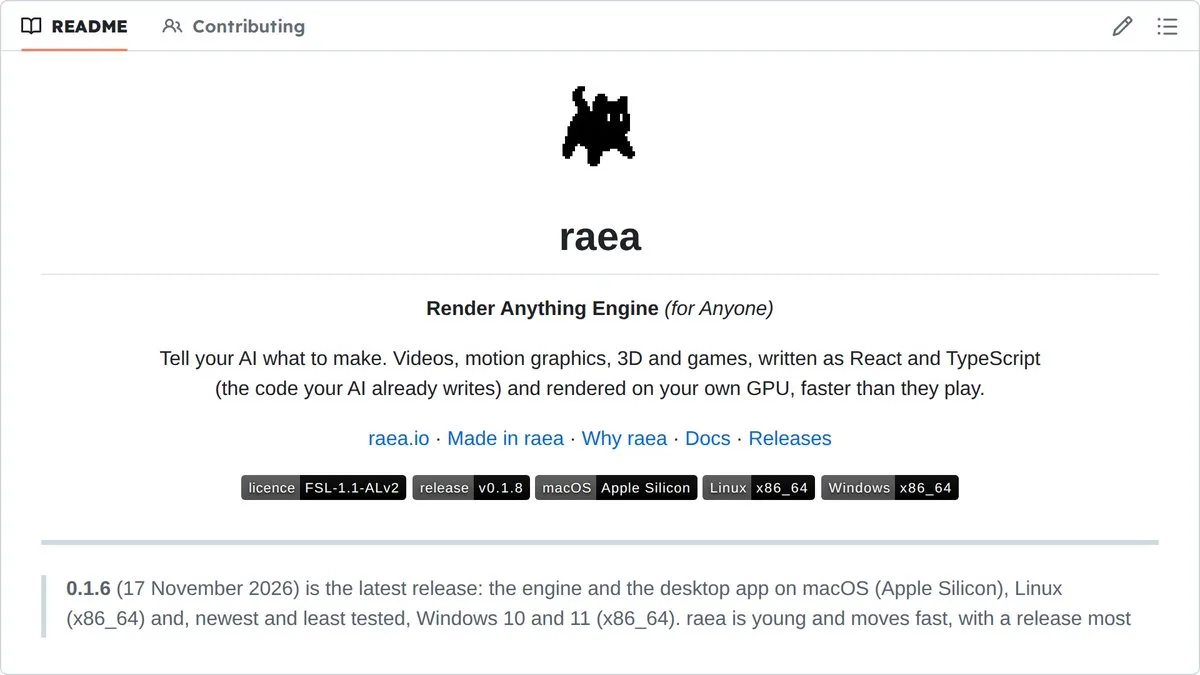 README Contributing
raea
Render Anything Engine (for Anyone)
Tell your AI what to make. Videos, motion graphics, 3D and games, written as React and TypeScript
(the code your AI already writes) and rendered on your own GPU, faster than they play.
raea.io · Made in raea · Why raea · Docs · Releases
licence FSL-1.1-ALv2 release v0.1.8 macOS Apple Silicon Linux x86_64 Windows x86_64
0.1.6 (17 November 2026) is the latest release: the engine and the desktop app on macOS (Apple Silicon), Linux
(x86_64) and, newest and least tested, Windows 10 and 11 (x86_64). raea is young and moves fast, with a release most